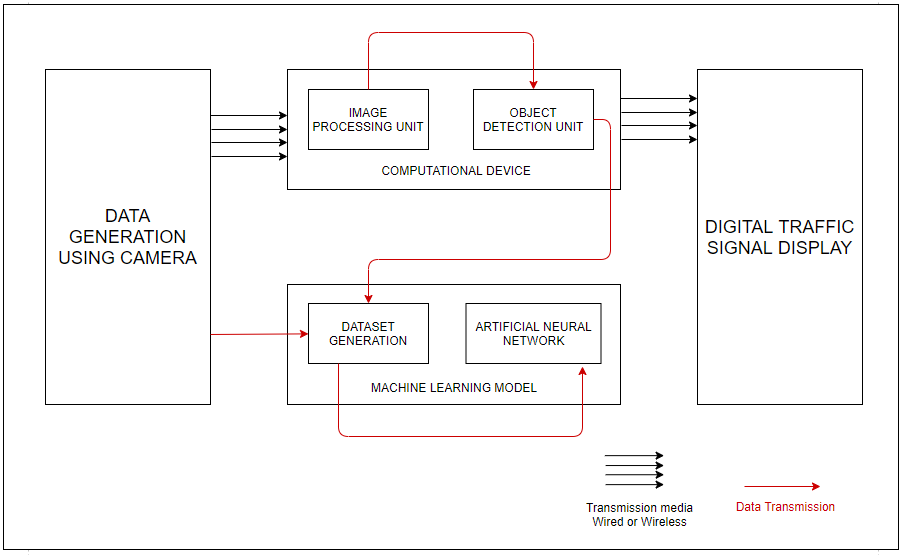 DATA
GENERATION
USING CAMERA
IMAGE
PROCESSING UNIT
OBJECT
DETECTION UNIT
COMPUTATIONAL DEVICE
DIGITAL TRAFFIC
SIGNAL DISPLAY
DATASET
GENERATION
ARTIFICIAL NEURAL
NETWORK
MACHINE LEARNING MODEL
Transmission media
Wired or Wireless
Data Transmission